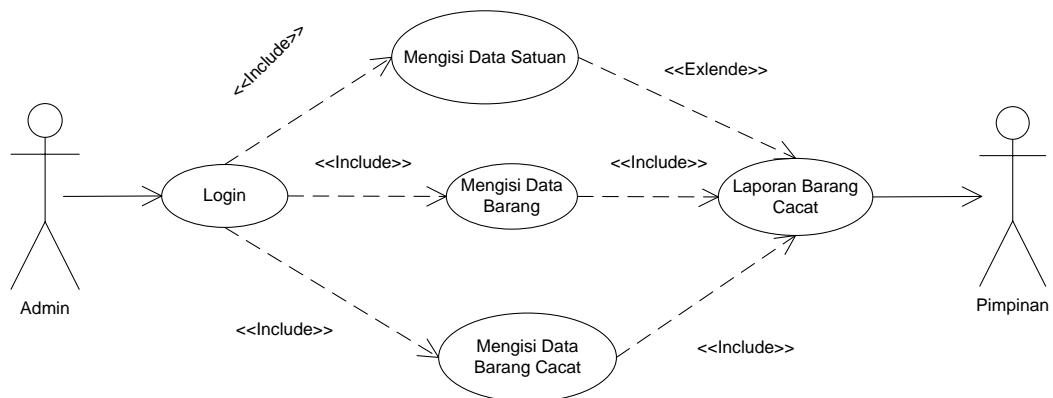 <<Include>>
Mengisi Data Satuan
<<Exlende>>
<<Include>>
<<Include>>
Login
Mengisi Data
Barang
Laporan Barang
Cacat
Admin
Pimpinan
<<Include>>
Mengisi Data
Barang Cacat
<<Include>>